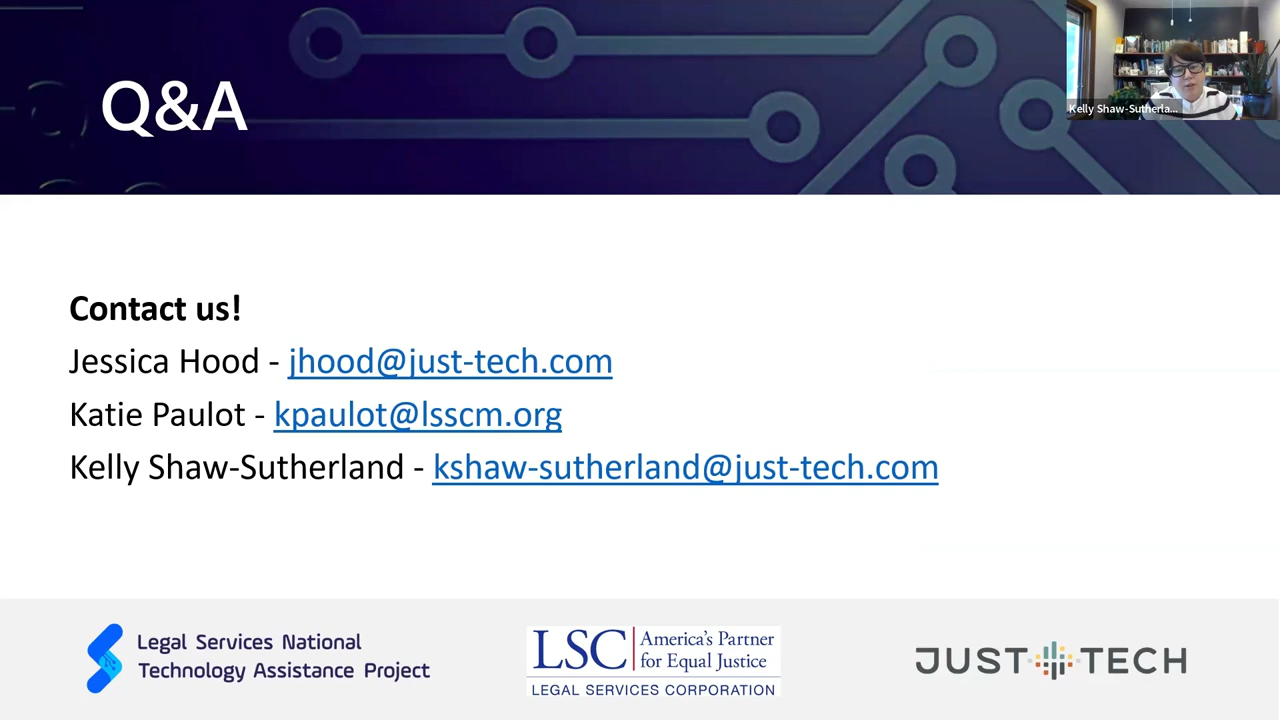 Q&A
Kelly Shaw-Sutherla...
Contact us!
Jessica Hood - jhood@just-tech.com
Katie Paulot - kpaulot@lsscm.org
Kelly Shaw-Sutherland - kshaw-sutherland@just-tech.com
Legal Services National
Technology Assistance Project
LSC
America's Partner
for Equal Justice
LEGAL SERVICES CORPORATION
JUST TECH